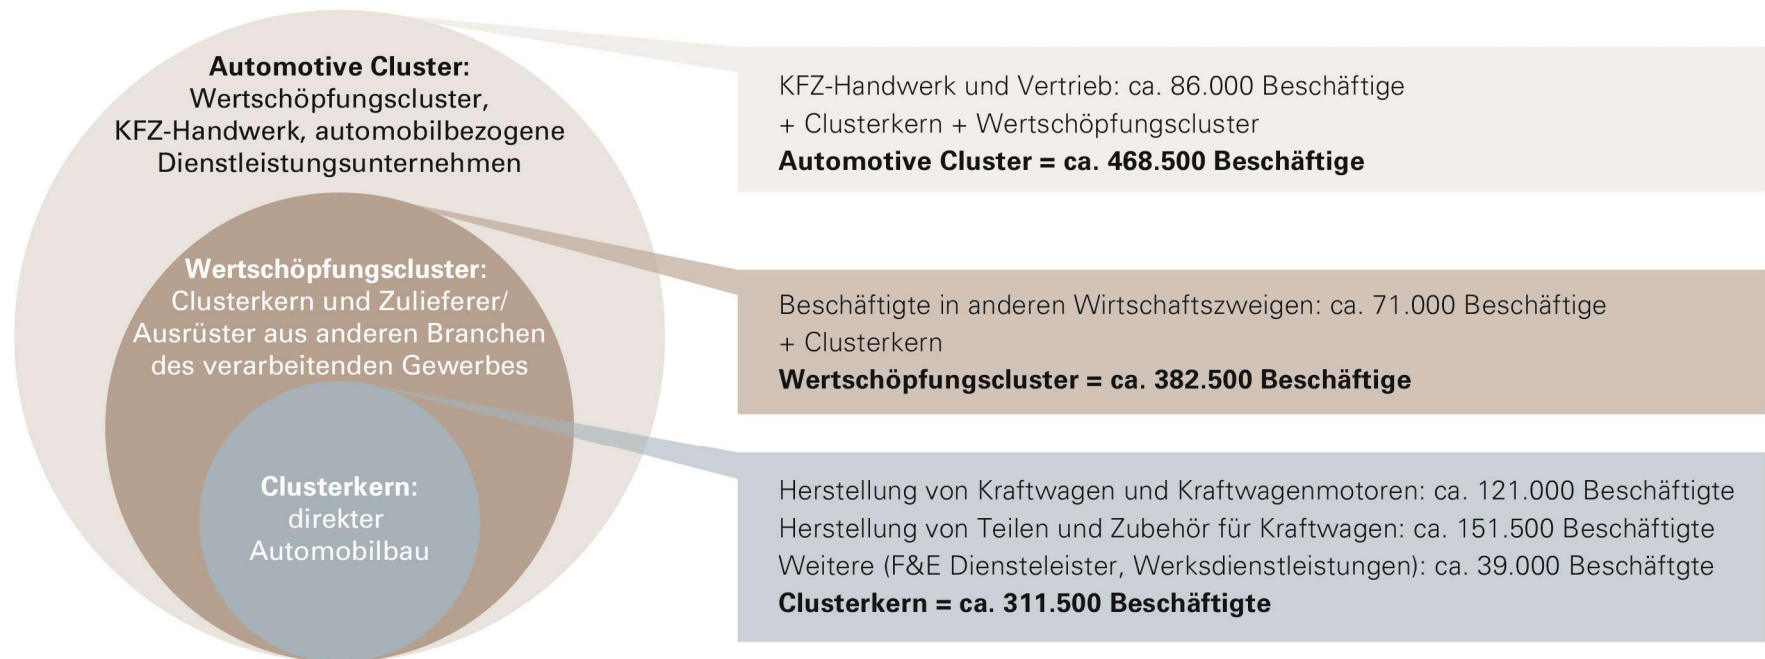 Automotive Cluster:
Wertschöpfungscluster,
KFZ-Handwerk, automobilbezogene
Dienstleistungsunternehmen
KFZ-Handwerk und Vertrieb: ca. 86.000 Beschäftige
+ Clusterkern + Wertschöpfungscluster
Automotive Cluster = ca. 468.500 Beschäftige
Wertschöpfungscluster:
Clusterkern und Zulieferer/
Ausrüster aus anderen Branchen
des verarbeitenden Gewerbes
Beschäftigte in anderen Wirtschaftszweigen: ca. 71.000 Beschäftige
+ Clusterkern
Wertschöpfungscluster = ca. 382.500 Beschäftige
Clusterkern:
direkter
Automobilbau
Herstellung von Kraftwagen und Kraftwagenmotoren: ca. 121.000 Beschäftigte
Herstellung von Teilen und Zubehör für Kraftwagen: ca. 151.500 Beschäftigte
Weitere (F&E Diensteleister, Werksdienstleistungen): ca. 39.000 Beschäftgte
Clusterkern = ca. 311.500 Beschäftigte